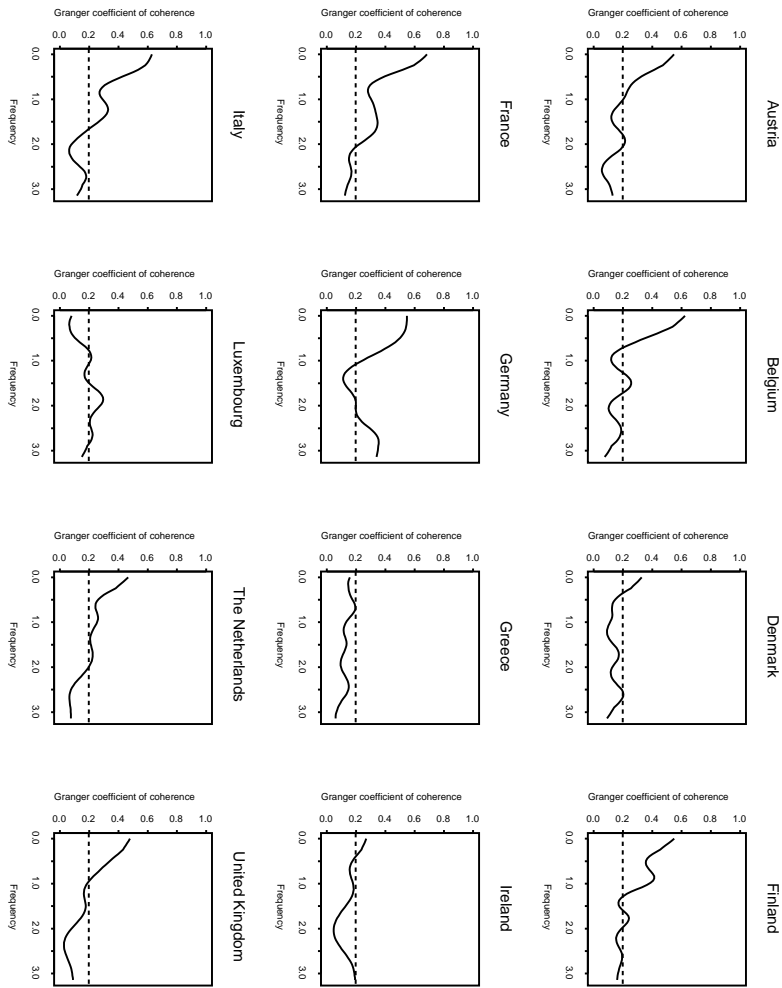 Austria
Granger coefficient of coherence
0.0 0.2 0.4 0.6 0.8 1.0
0.0 1.0 2.0 3.0
Frequency
Belgium
Granger coefficient of coherence
0.0 0.2 0.4 0.6 0.8 1.0
0.0 1.0 2.0 3.0
Frequency
Denmark
Granger coefficient of coherence
0.0 0.2 0.4 0.6 0.8 1.0
0.0 1.0 2.0 3.0
Frequency
Finland
Granger coefficient of coherence
0.0 0.2 0.4 0.6 0.8 1.0
0.0 1.0 2.0 3.0
Frequency
France
Granger coefficient of coherence
0.0 0.2 0.4 0.6 0.8 1.0
0.0 1.0 2.0 3.0
Frequency
Germany
Granger coefficient of coherence
0.0 0.2 0.4 0.6 0.8 1.0
0.0 1.0 2.0 3.0
Frequency
Greece
Granger coefficient of coherence
0.0 0.2 0.4 0.6 0.8 1.0
0.0 1.0 2.0 3.0
Frequency
Ireland
Granger coefficient of coherence
0.0 0.2 0.4 0.6 0.8 1.0
0.0 1.0 2.0 3.0
Frequency
Italy
Granger coefficient of coherence
0.0 0.2 0.4 0.6 0.8 1.0
0.0 1.0 2.0 3.0
Frequency
Luxembourg
Granger coefficient of coherence
0.0 0.2 0.4 0.6 0.8 1.0
0.0 1.0 2.0 3.0
Frequency
The Netherlands
Granger coefficient of coherence
0.0 0.2 0.4 0.6 0.8 1.0
0.0 1.0 2.0 3.0
Frequency
United Kingdom
Granger coefficient of coherence
0.0 0.2 0.4 0.6 0.8 1.0
0.0 1.0 2.0 3.0
Frequency